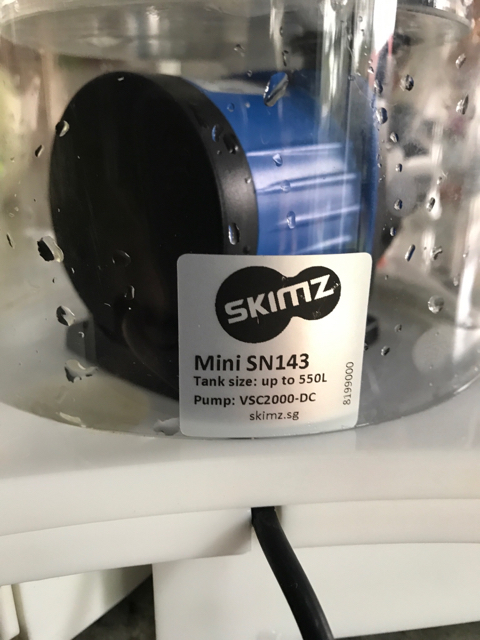 SKIMZ
Mini SN143
Tank size: up to 550L
Pump: VSC2000-DC
skimz.sg
8199000